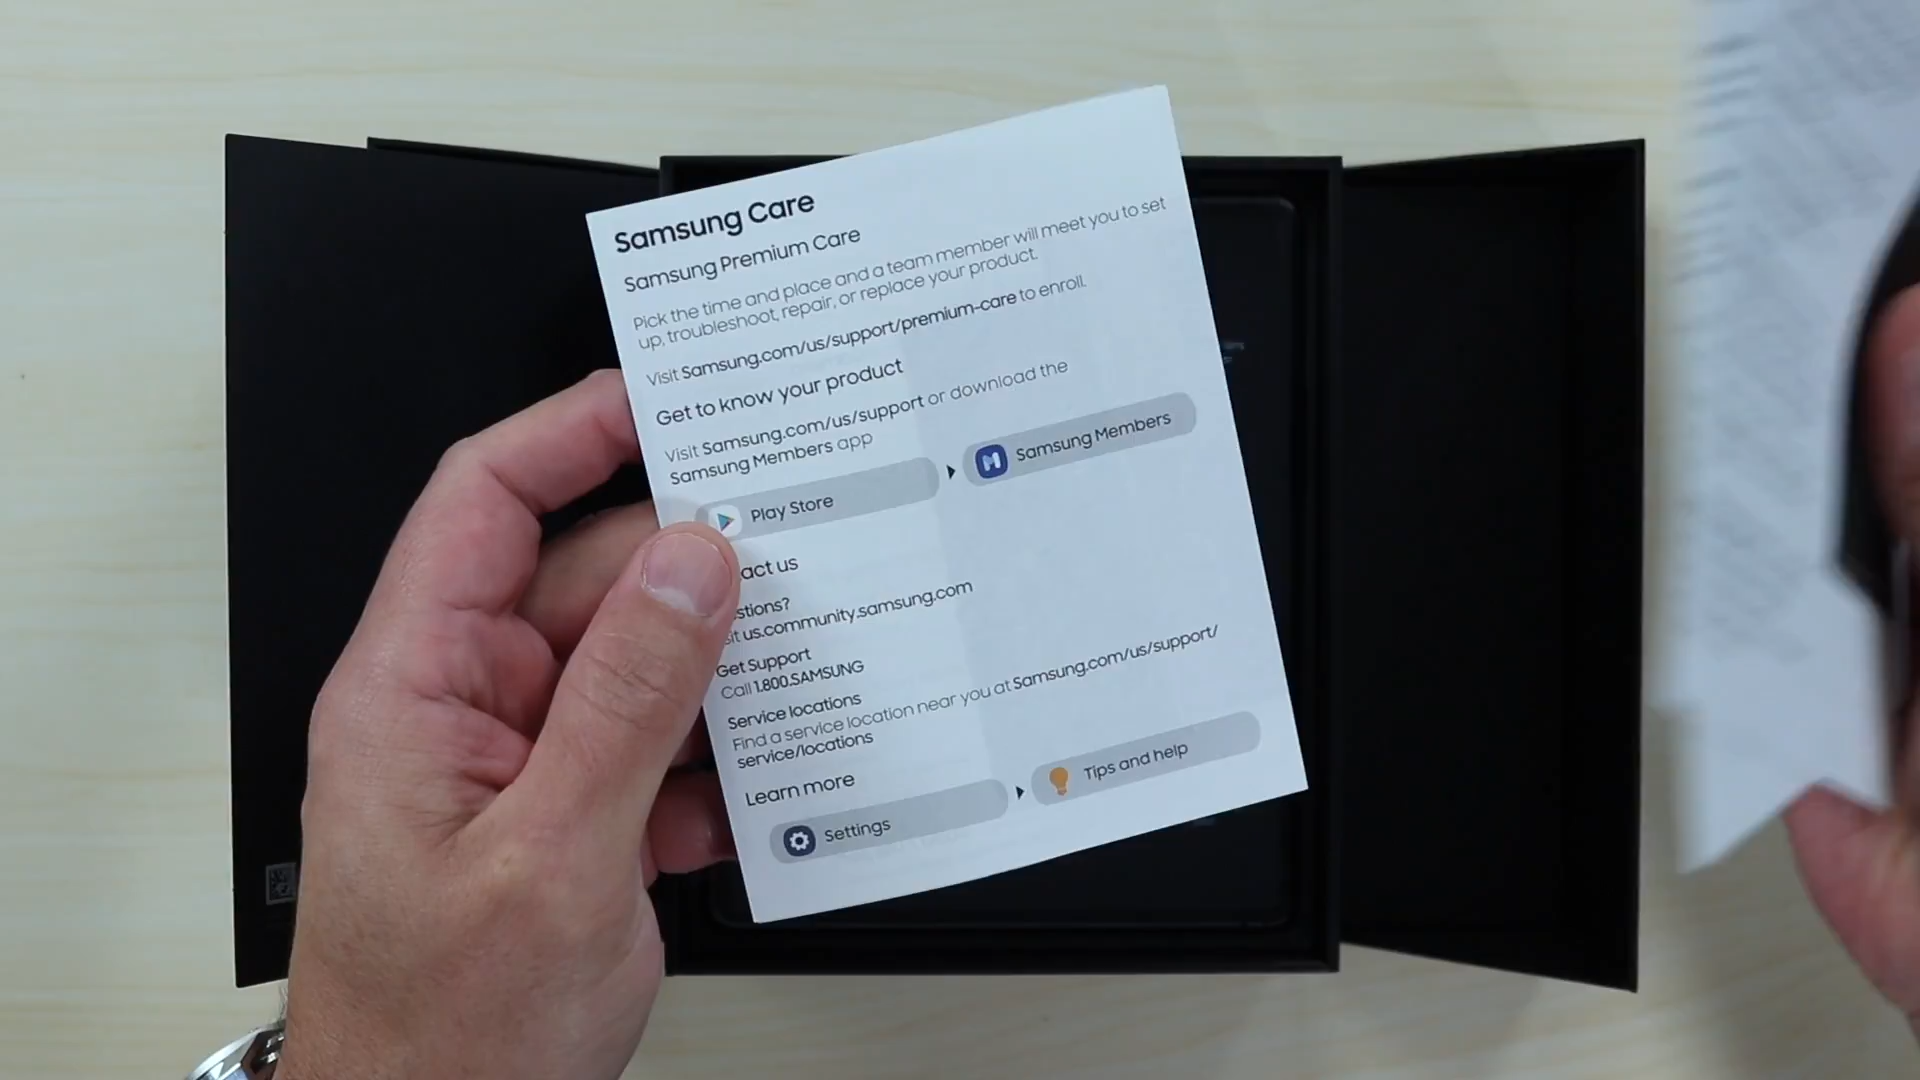 Samsung Care
Samsung Premium Care
Pick the time and place and a team member will meet you to set
up, troubleshoot, repair, or replace your product.
Visit Samsung.com/us/support/premium-care to enroll.
Get to know your product
Visit Samsung.com/us/support or download the
Samsung Members app
Play Store
Samsung Members
act us
stions?
it us.community.samsung.com
Get Support
Call 1.800.SAMSUNG
Service locations
Find a service location near you at Samsung.com/us/support/
service/locations
Learn more
Settings
Tips and help